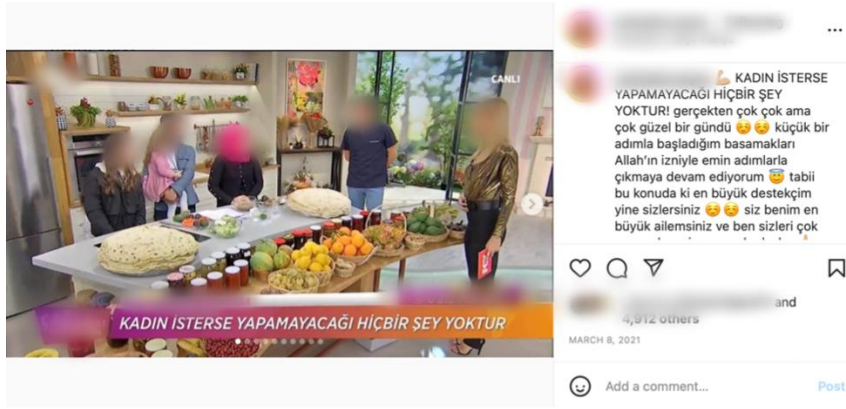 CANLI
KADIN İSTERSE YAPAMAYACAĞI HİÇBİR ŞEY YOKTUR
💪🏼 KADIN İSTERSE
YAPAMAYACAĞI HİÇBİR ŞEY
YOKTUR! gerçekten çok çok ama
çok güzel bir gündü ☺️☺️ küçük bir
adımla başladığım basamakları
Allah’ın izniyle emin adımlarla
çıkmaya devam ediyorum 😇 tabii
bu konuda ki en büyük destekçim
yine sizlersiniz ☺️☺️ siz benim en
büyük ailemsiniz ve ben sizleri çok
and
4,912 others
MARCH 8, 2021
Add a comment...
Post